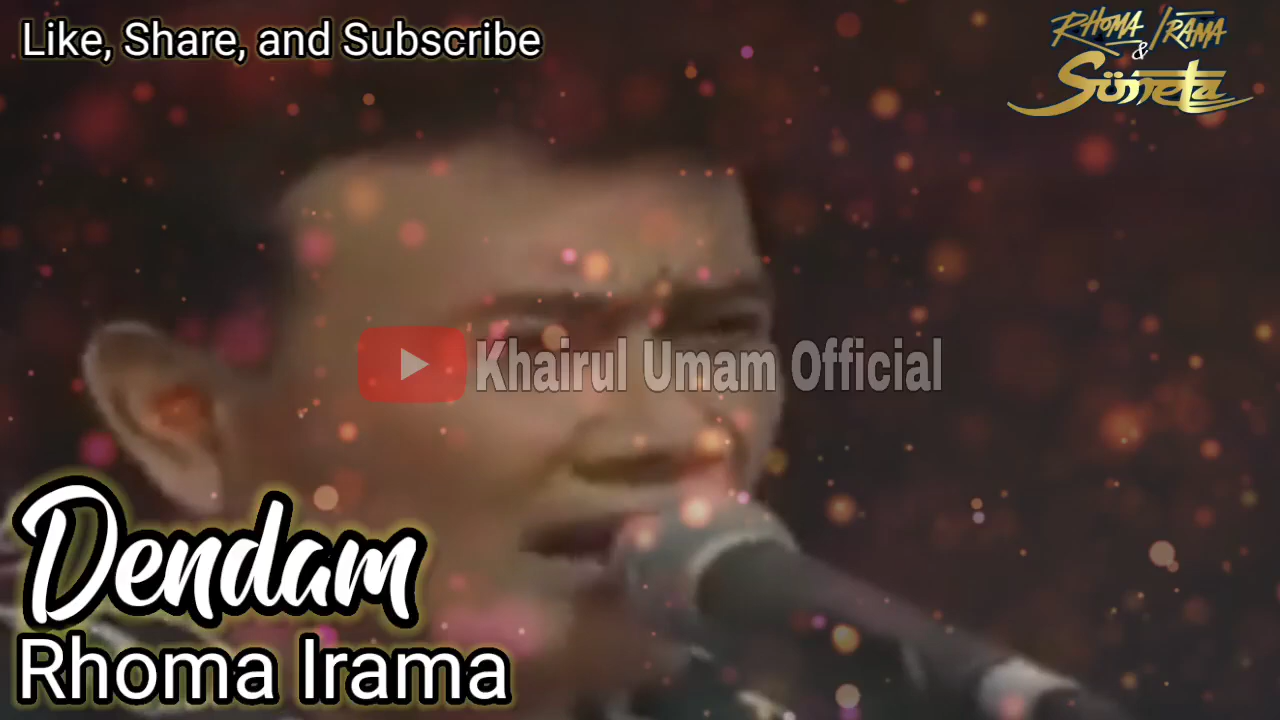 Like, Share, and Subscribe
RHOMA IRAMA
&
Soneta
Khairul Umam Official
Dendam
Rhoma Irama